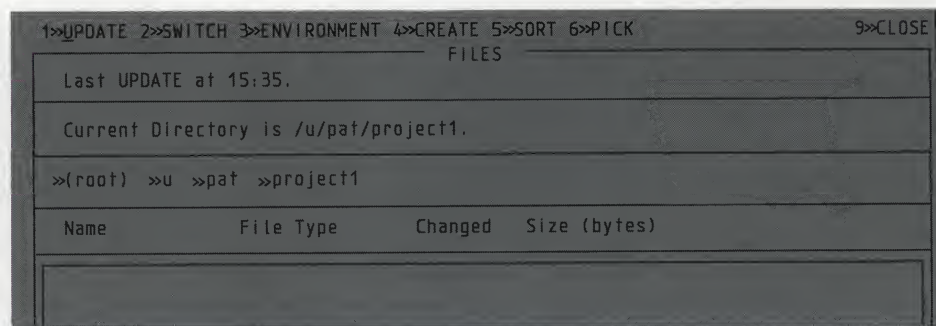 1»UPDATE 2»SWITCH 3»ENVIRONMENT 4»CREATE 5»SORT 6»PICK 9»CLOSE
FILES
Last UPDATE at 15:35.
Current Directory is /u/pat/project1.
»(root) »u »pat »project1
Name File Type Changed Size (bytes)